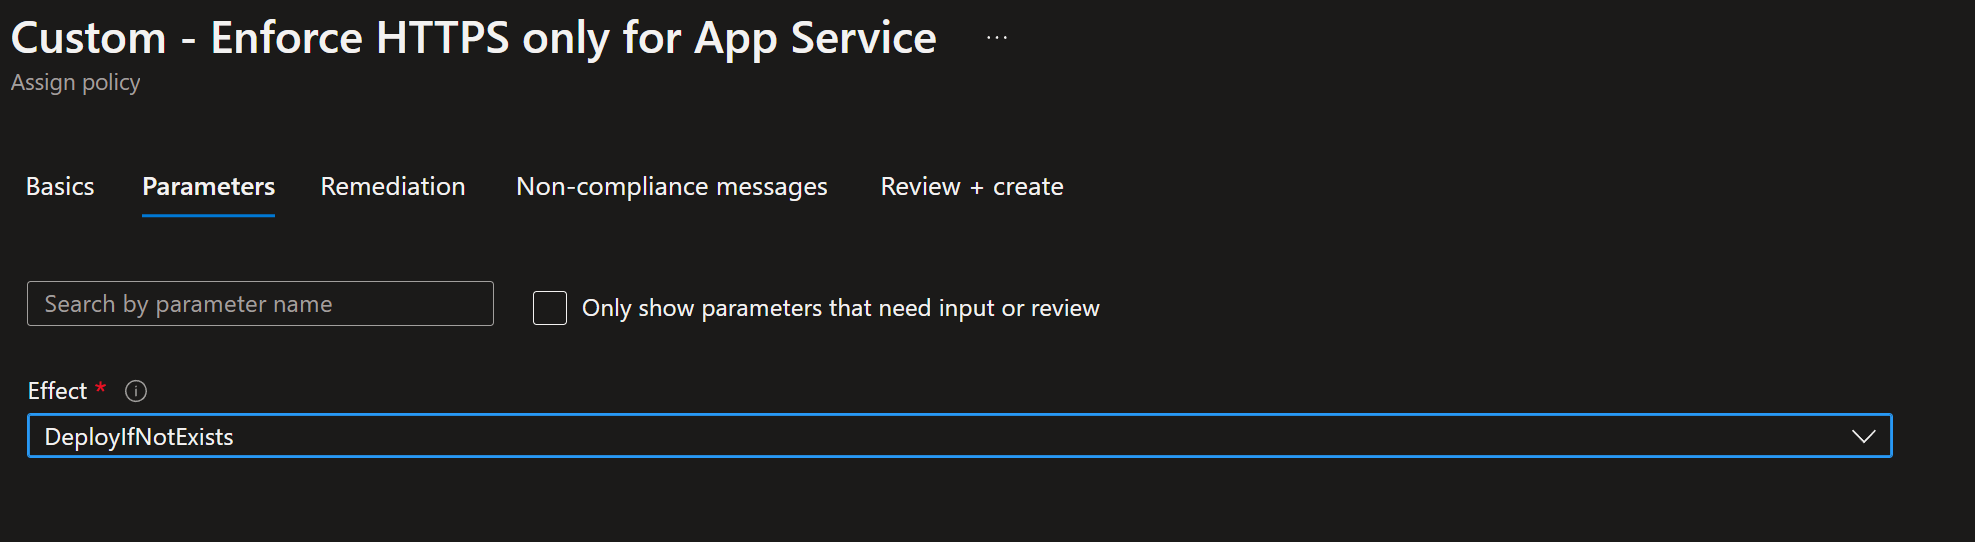 Custom - Enforce HTTPS only for App Service ...
Assign policy
Basics Parameters Remediation Non-compliance messages Review + create
Search by parameter name Only show parameters that need input or review
Effect *
DeployIfNotExists